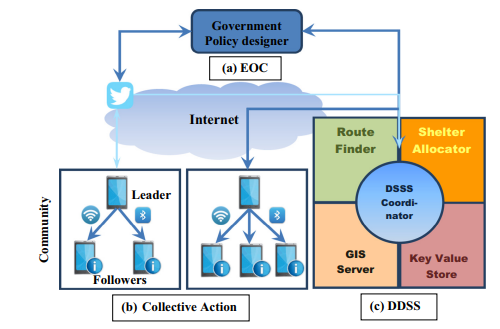 Government
Policy designer
(a) EOC
Internet
Route
Finder
Shelter
Allocator
DSSS
Coordi-
nator
GIS
Server
Key Value
Store
Community
Leader
Followers
(b) Collective Action
(c) DDSS